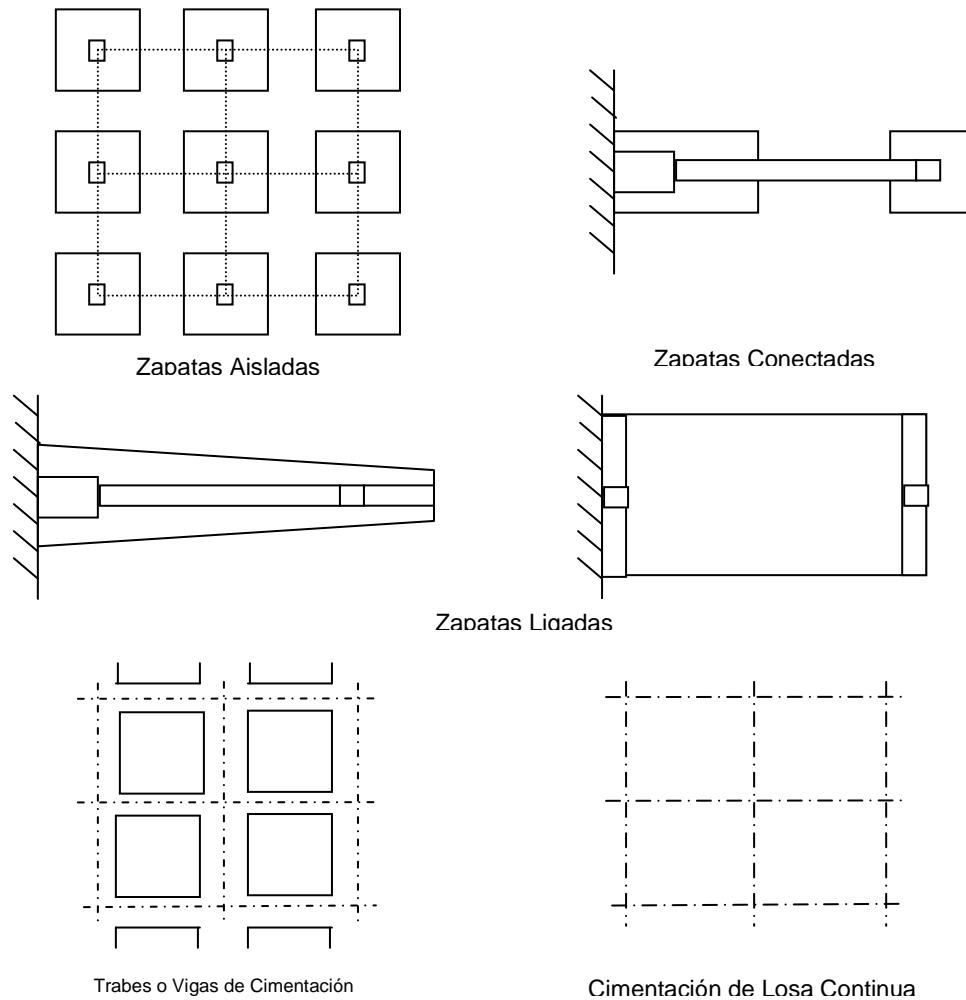 Zapatas Aisladas
Zapatas Conectadas
Zapatas Ligadas
Trabes o Vigas de Cimentación
Cimentación de Losa Continua